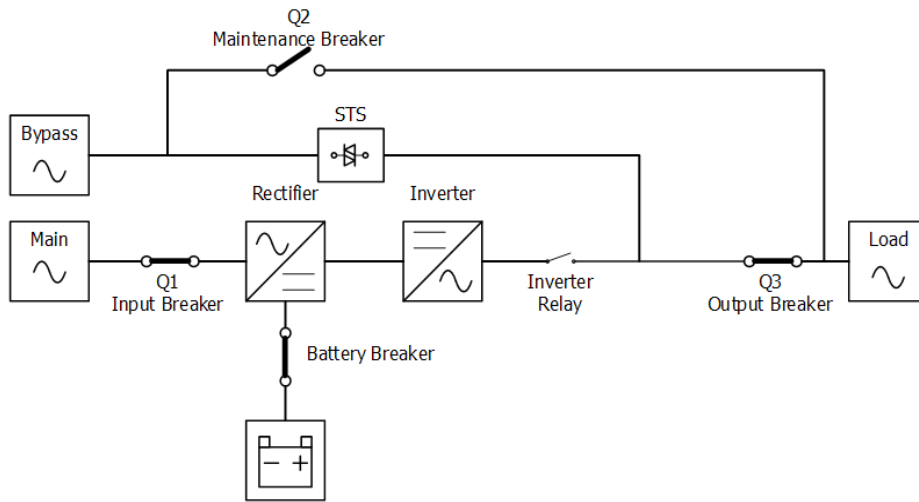 Q2
Maintenance Breaker
STS
Bypass
Rectifier
Inverter
Main
Load
Q1
Input Breaker
Inverter
Relay
Q3
Output Breaker
Battery Breaker
- +